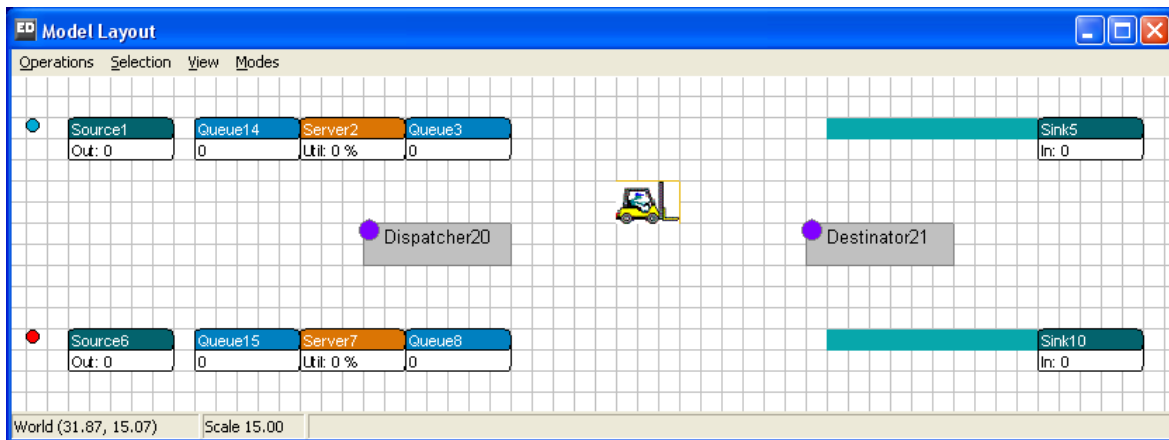 ED Model Layout
Operations Selection View Modes
Source1 Queue14 Server2 Queue3 Sink5
Out: 0 0 Util: 0 % 0 In: 0
Dispatcher20 Destinator21
Source6 Queue15 Server7 Queue8 Sink10
Out: 0 0 Util: 0 % 0 In: 0
World (31.87, 15.07) Scale 15.00